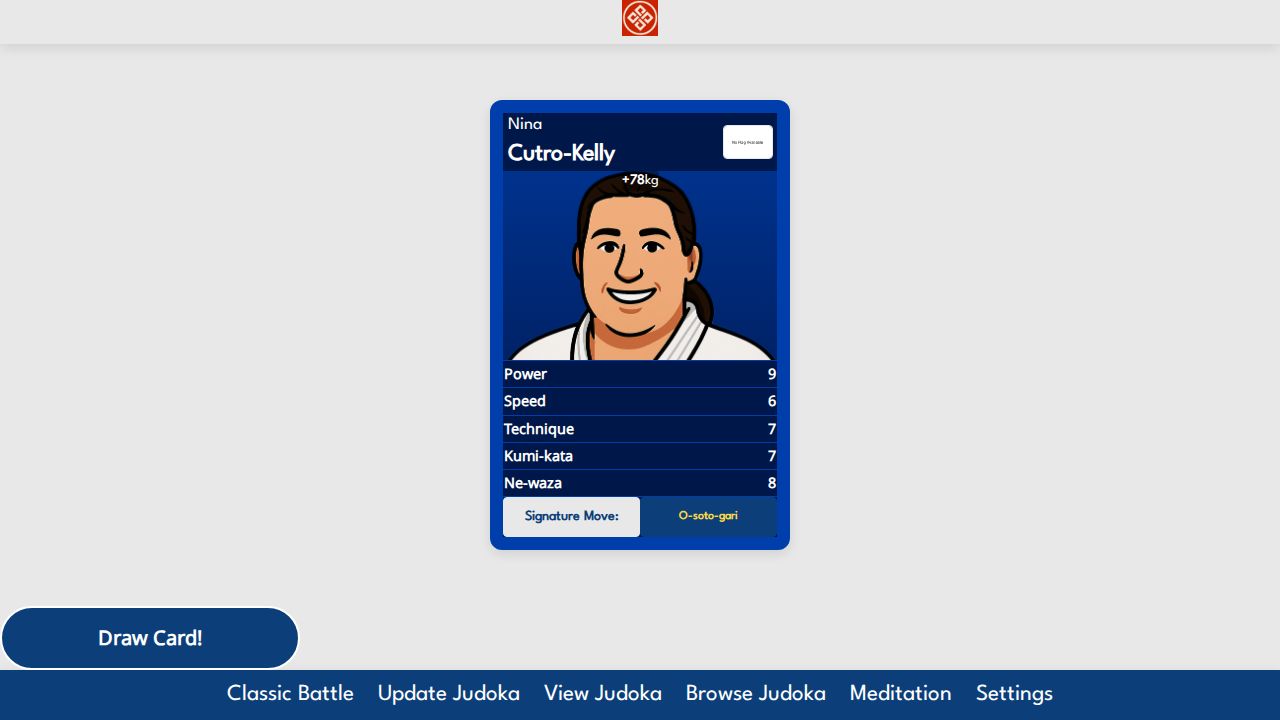 Nina
Cutro-Kelly
No Flag Available
+78kg
Power 9
Speed 6
Technique 7
Kumi-kata 7
Ne-waza 8
Signature Move: O-soto-gari
Draw Card!
Classic Battle Update Judoka View Judoka Browse Judoka Meditation Settings